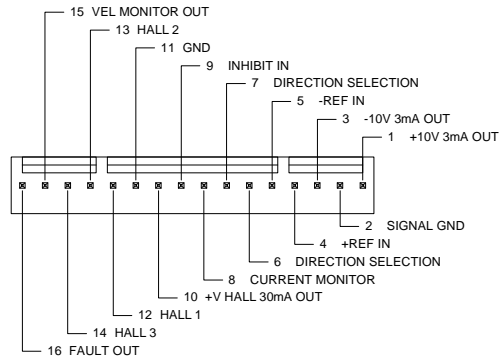 15 VEL MONITOR OUT
13 HALL 2
11 GND
9 INHIBIT IN
7 DIRECTION SELECTION
5 -REF IN
3 -10V 3mA OUT
1 +10V 3mA OUT
2 SIGNAL GND
4 +REF IN
6 DIRECTION SELECTION
8 CURRENT MONITOR
10 +V HALL 30mA OUT
12 HALL 1
14 HALL 3
16 FAULT OUT